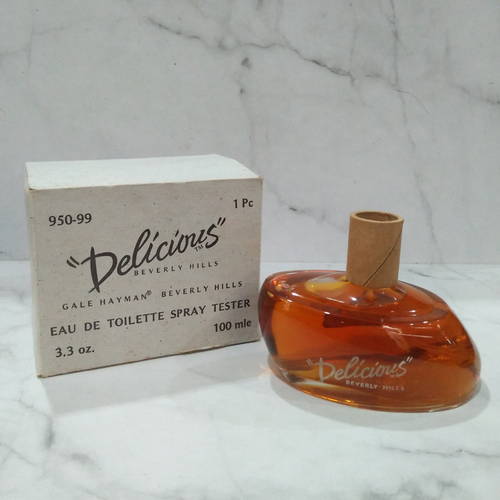 950-99
1 Pc
"Delicious"™
BEVERLY HILLS
GALE HAYMAN® BEVERLY HILLS
EAU DE TOILETTE SPRAY TESTER
3.3 oz.
100 mle
"Delicious"
BEVERLY HILLS